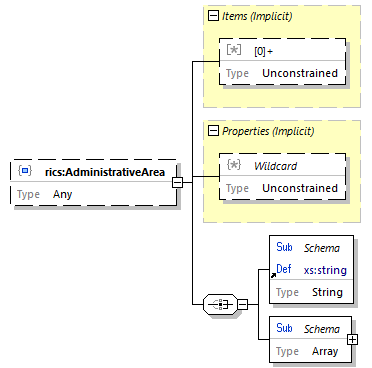 Items (Implicit)
[*] [0]+
Type Unconstrained
Properties (Implicit)
{*} Wildcard
Type Unconstrained
rics:AdministrativeArea
Type Any
Sub Schema
Def xs:string
Type String
Sub Schema
Type Array